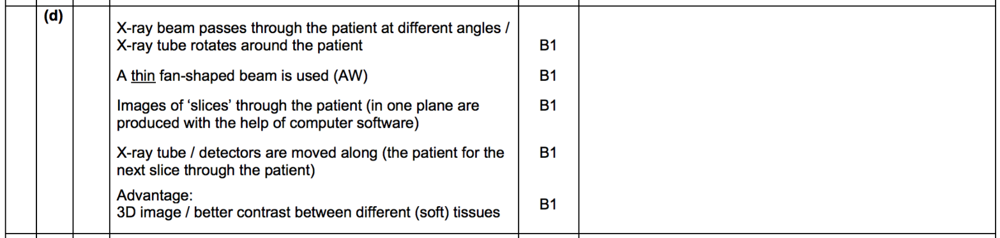 (d)
X-ray beam passes through the patient at different angles /
X-ray tube rotates around the patient
B1
A thin fan-shaped beam is used (AW)
B1
Images of ‘slices’ through the patient (in one plane are
B1
produced with the help of computer software)
X-ray tube / detectors are moved along (the patient for the
B1
next slice through the patient)
Advantage:
3D image / better contrast between different (soft) tissues
B1